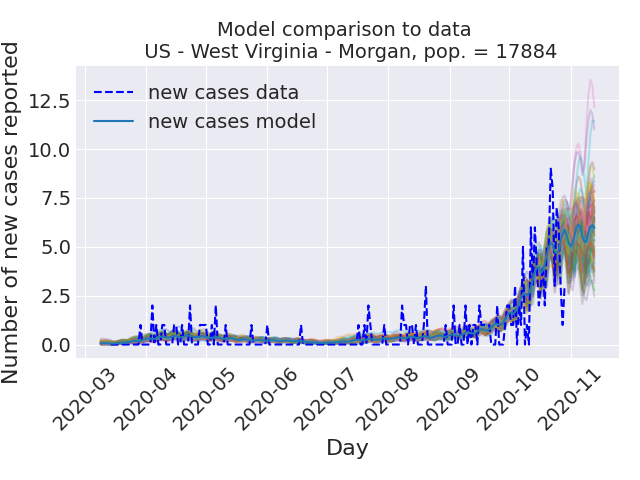 Model comparison to data
US - West Virginia - Morgan, pop. = 17884
Number of new cases reported
12.5
10.0
7.5
5.0
2.5
0.0
new cases data
new cases model
2020-03
2020-04
2020-05
2020-06
2020-07
2020-08
2020-09
2020-10
2020-11
Day